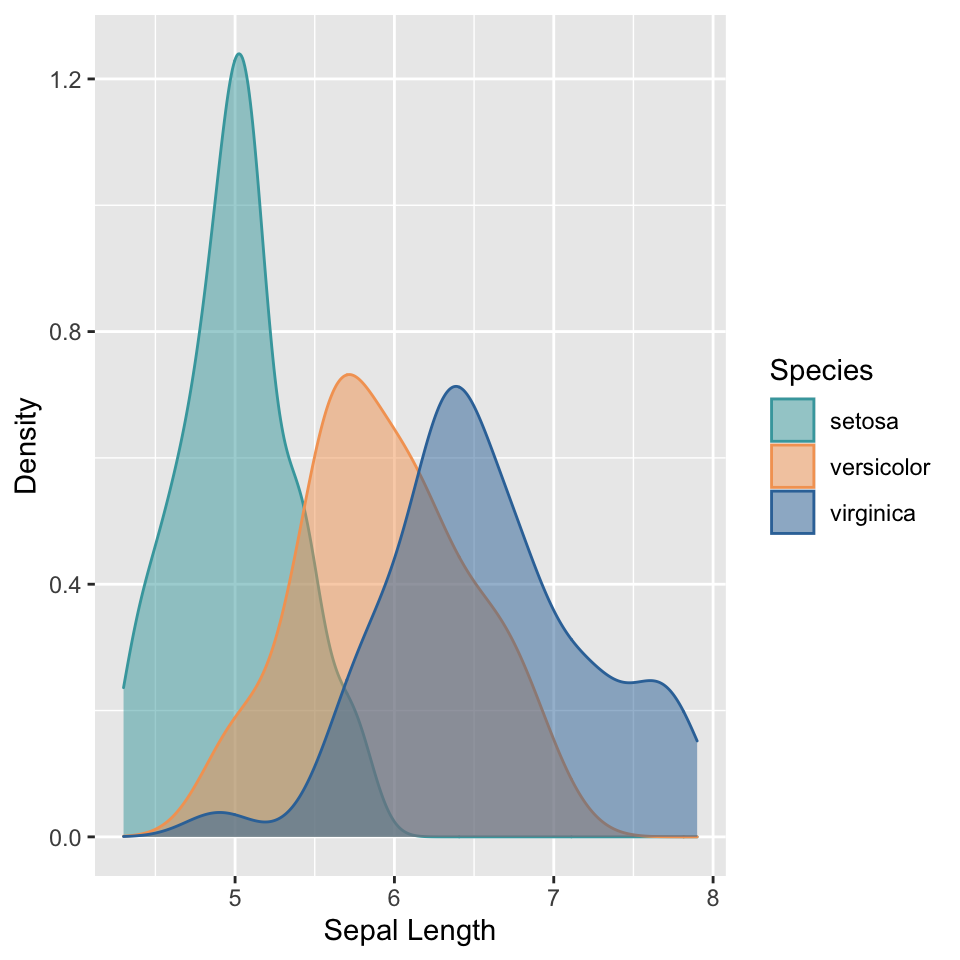 1.2
0.8
0.4
0.0
Density
5 6 7 8
Sepal Length
Species
setosa
versicolor
virginica